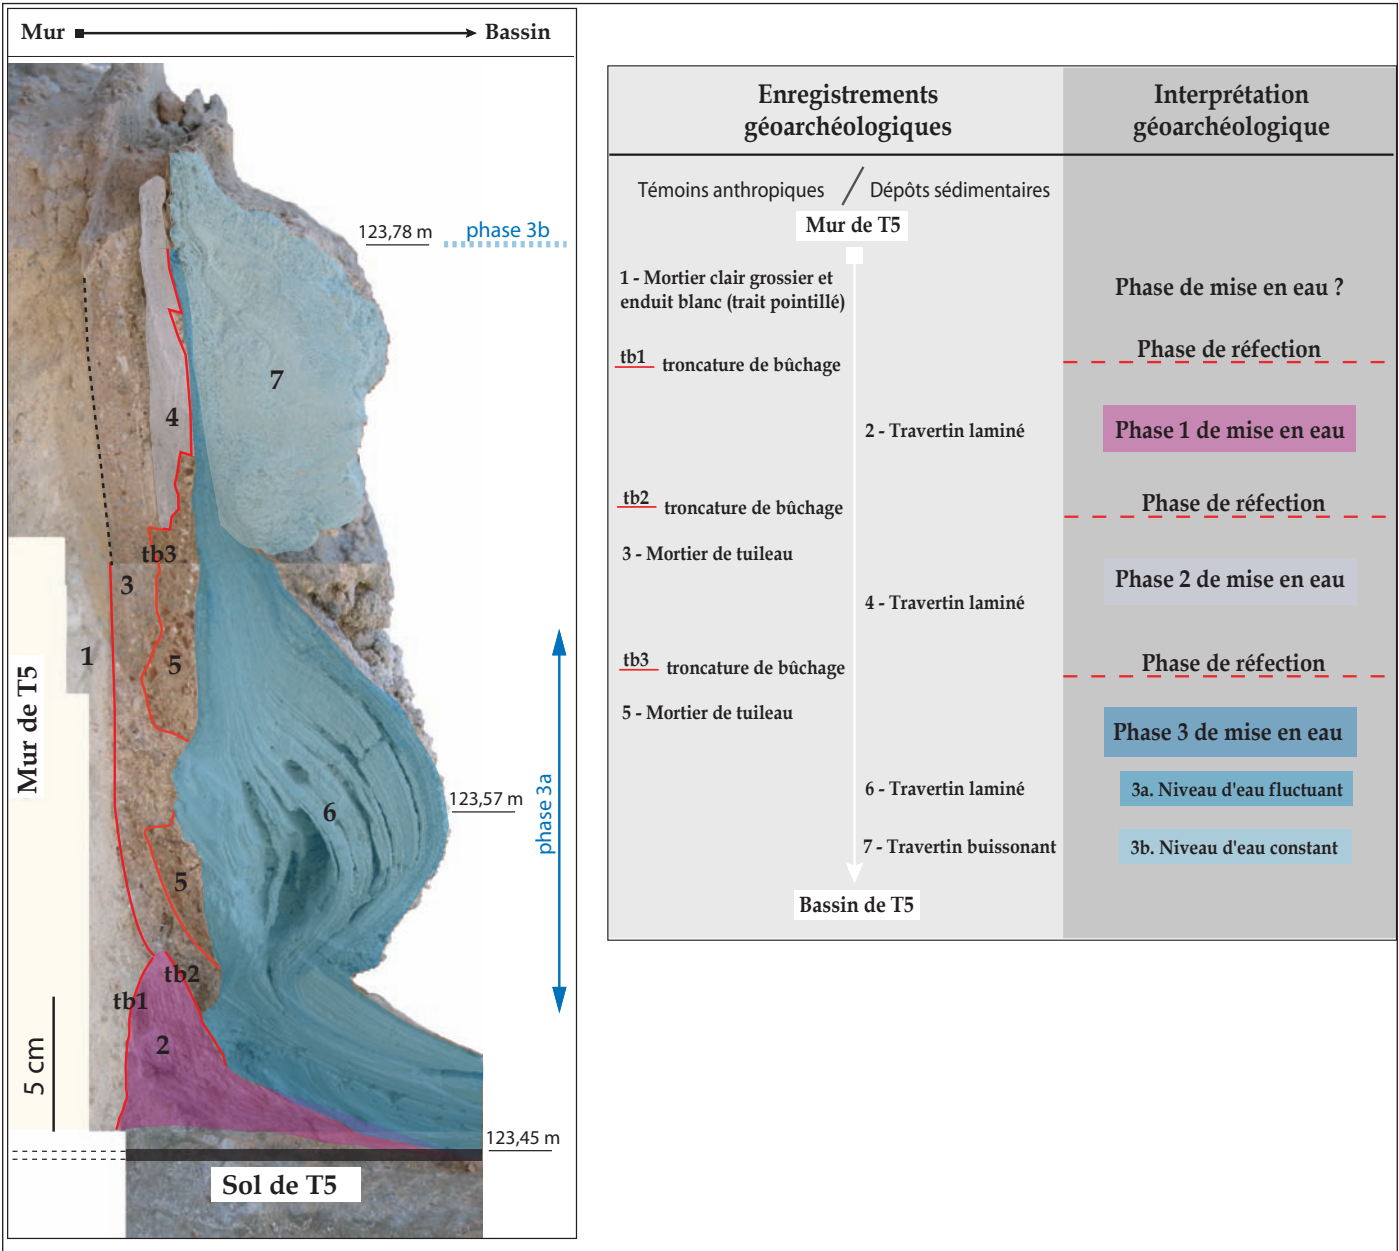 Mur Bassin
123,78 m phase 3b
7
4
tb3
3
1
5
Mur de T5
6
123,57 m
phase 3a
5
tb2
tb1
2
5 cm
123,45 m
Sol de T5
Enregistrements
géoarchéologiques
Interprétation
géoarchéologique
Témoins anthropiques / Dépôts sédimentaires
Mur de T5
1 - Mortier clair grossier et
enduit blanc (trait pointillé)
Phase de mise en eau ?
tb1 troncature de bûchage
Phase de réfection
2 - Travertin laminé
Phase 1 de mise en eau
tb2 troncature de bûchage
Phase de réfection
3 - Mortier de tuileau
Phase 2 de mise en eau
4 - Travertin laminé
tb3 troncature de bûchage
Phase de réfection
5 - Mortier de tuileau
Phase 3 de mise en eau
6 - Travertin laminé
3a. Niveau d'eau fluctuant
7 - Travertin buissonant
3b. Niveau d'eau constant
Bassin de T5